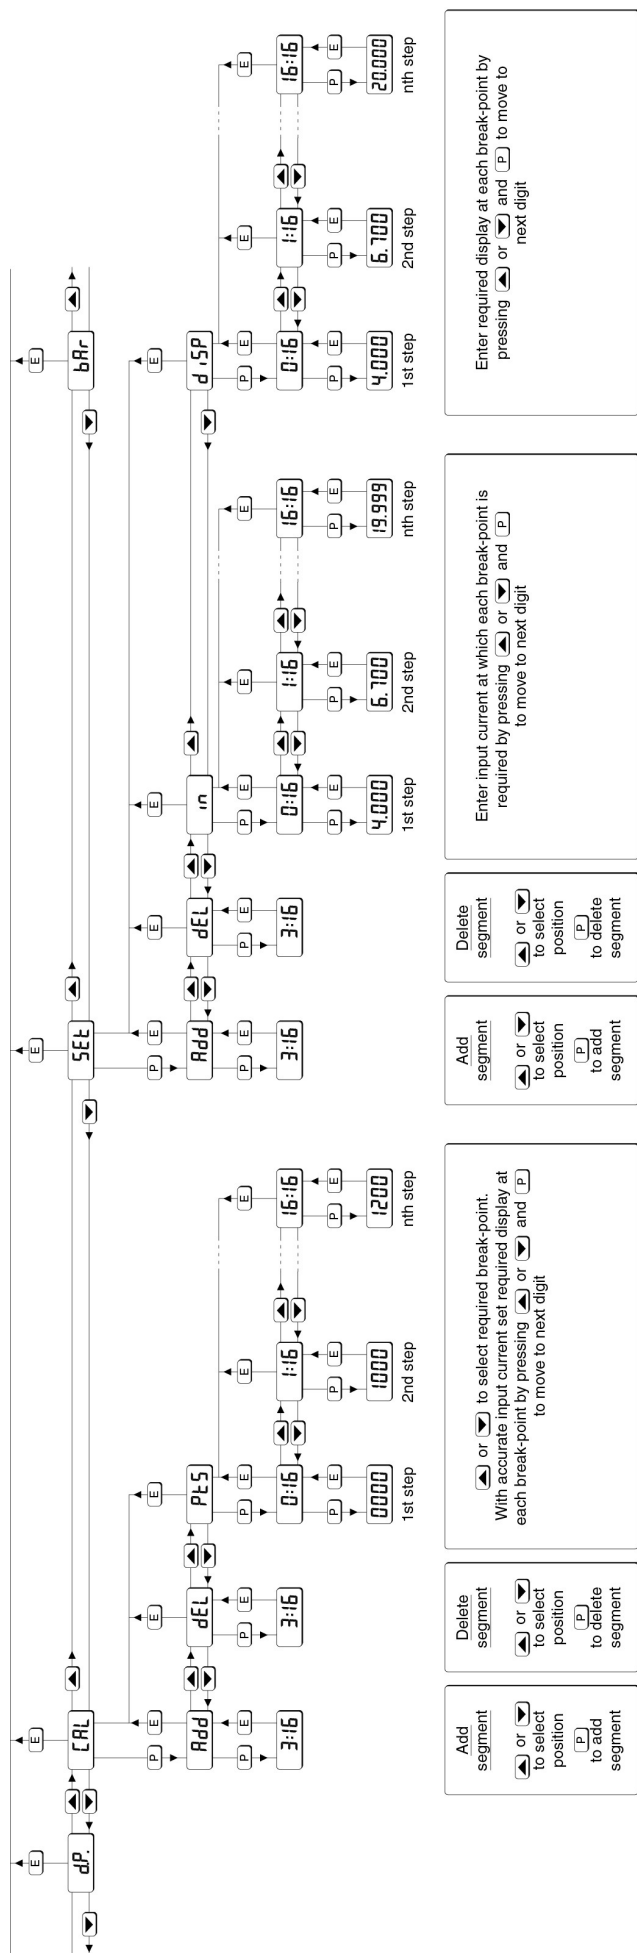 E E E E
d.P. CAL SEt bAr
P E E E P E E E E
Add dEL PtS Add dEL in diSP
P E P E P E E E P E P E P E E E P E E E
3:16 3:16 0:16 1:16 16:16 3:16 3:16 0:16 1:16 16:16 0:16 1:16 16:16
P E P E P E P E P E P E P E P E P E
0000 1000 1200 4.000 6.700 19.999 4.000 6.700 20.000
1st step 2nd step nth step 1st step 2nd step nth step 1st step 2nd step nth step
Add
segment
▲ or ▼
to select
position
P
to add
segment
Delete
segment
▲ or ▼
to select
position
P
to delete
segment
▲ or ▼ to select required break-point.
With accurate input current set required display at
each break-point by pressing ▲ or ▼ and P
to move to next digit
Add
segment
▲ or ▼
to select
position
P
to add
segment
Delete
segment
▲ or ▼
to select
position
P
to delete
segment
Enter input current at which each break-point is
required by pressing ▲ or ▼ and P
to move to next digit
Enter required display at each break-point by
pressing ▲ or ▼ and P to move to
next digit